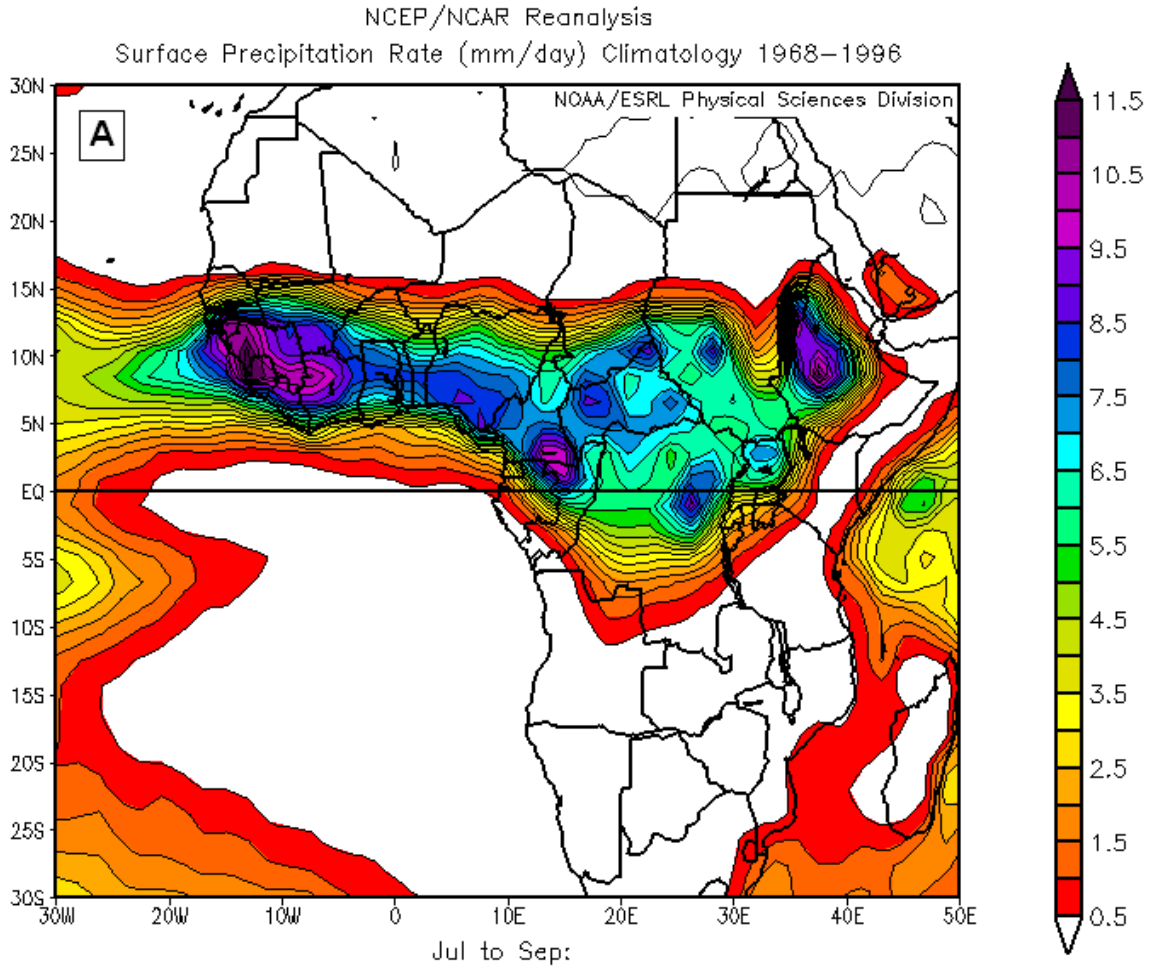 NCEP/NCAR Reanalysis
Surface Precipitation Rate (mm/day) Climatology 1968−1996
NOAA/ESRL Physical Sciences Division
A
30N
25N
20N
15N
10N
5N
EQ
5S
10S
15S
20S
25S
30S
30W 20W 10W 0 10E 20E 30E 40E 50E
Jul to Sep:
11.5
10.5
9.5
8.5
7.5
6.5
5.5
4.5
3.5
2.5
1.5
0.5